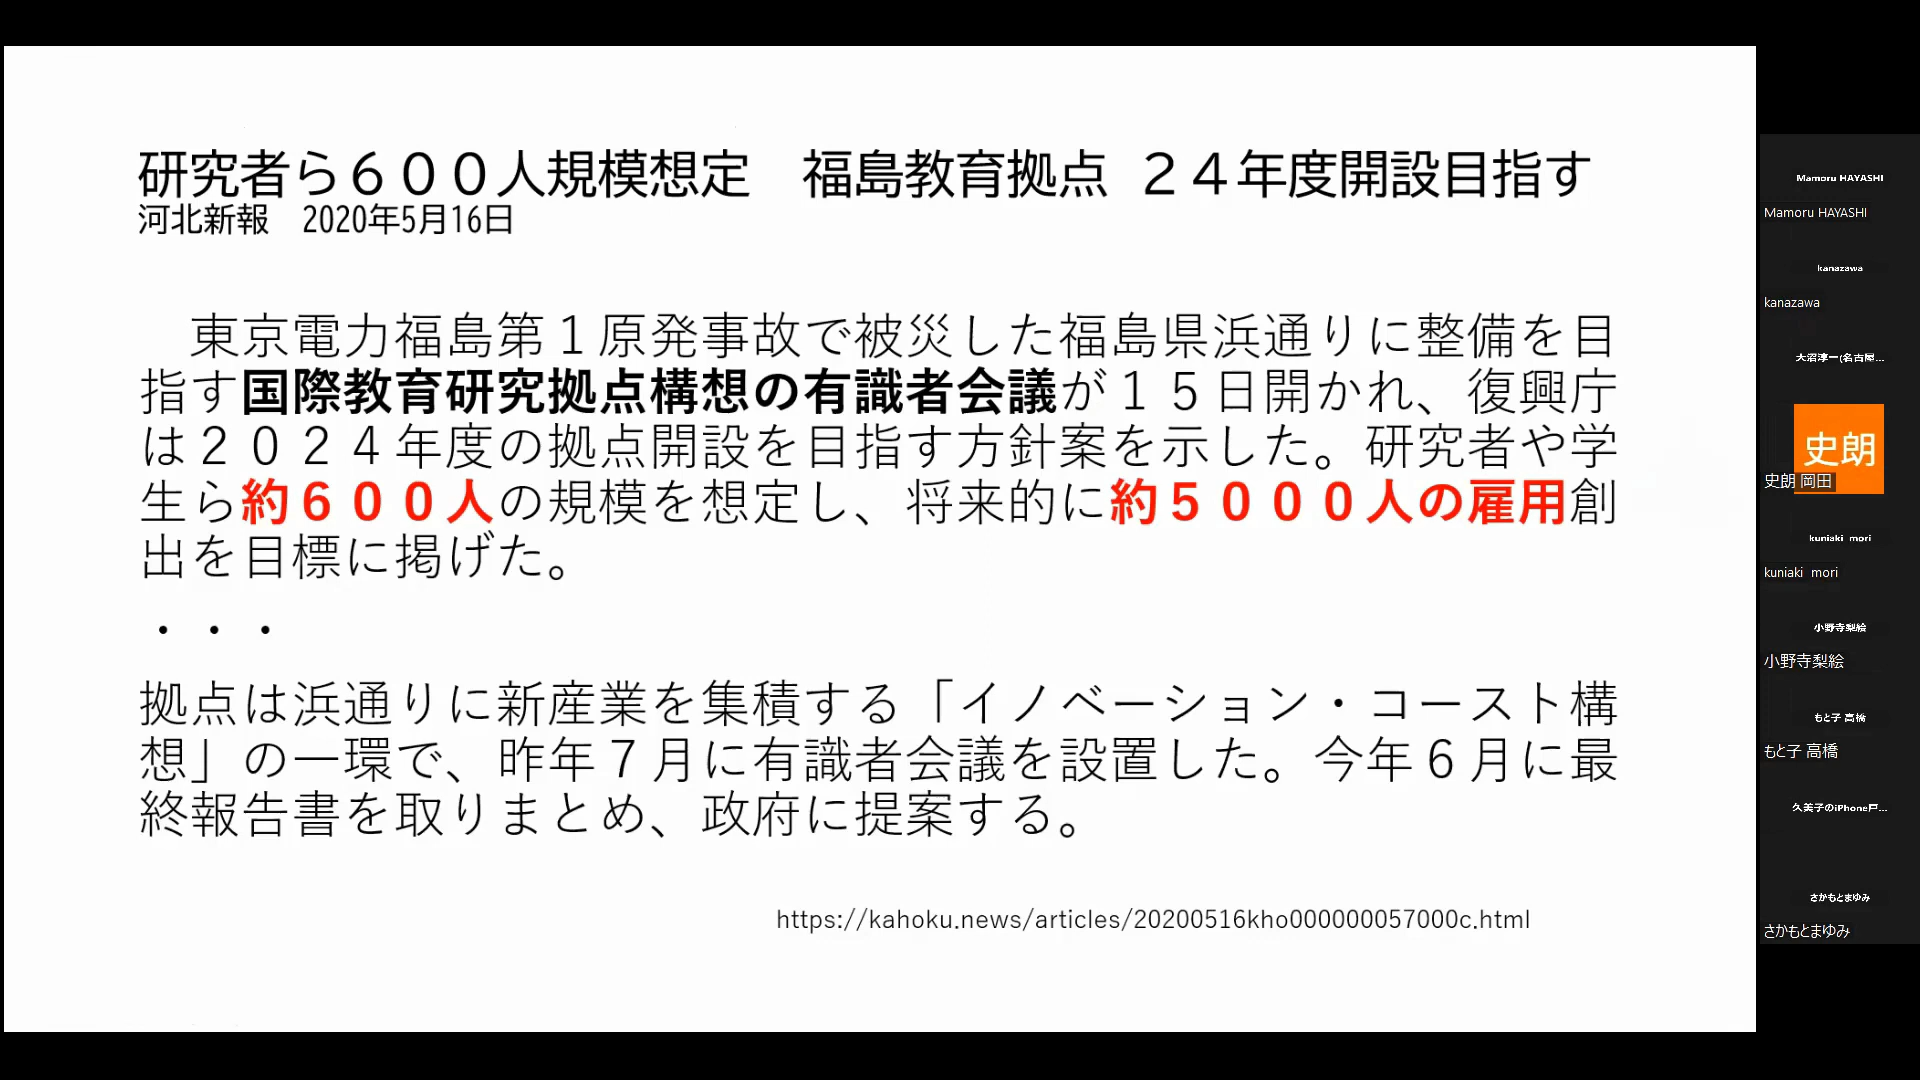 研究者ら６００人規模想定　福島教育拠点 ２４年度開設目指す
河北新報　2020年5月16日
　東京電力福島第１原発事故で被災した福島県浜通りに整備を目
指す国際教育研究拠点構想の有識者会議が１５日開かれ、復興庁
は２０２４年度の拠点開設を目指す方針案を示した。研究者や学
生ら約６００人の規模を想定し、将来的に約５０００人の雇用創
出を目標に掲げた。
・・・
拠点は浜通りに新産業を集積する「イノベーション・コースト構
想」の一環で、昨年７月に有識者会議を設置した。今年６月に最
終報告書を取りまとめ、政府に提案する。
https://kahoku.news/articles/20200516kho000000057000c.html
Mamoru HAYASHI
Mamoru HAYASHI
kanazawa
kanazawa
大沼淳一(名古屋...
史朗
史朗 岡田
kuniaki mori
kuniaki mori
小野寺梨絵
小野寺梨絵
もと子 高橋
もと子 高橋
久美子のiPhone戸...
さかもとまゆみ
さかもとまゆみ